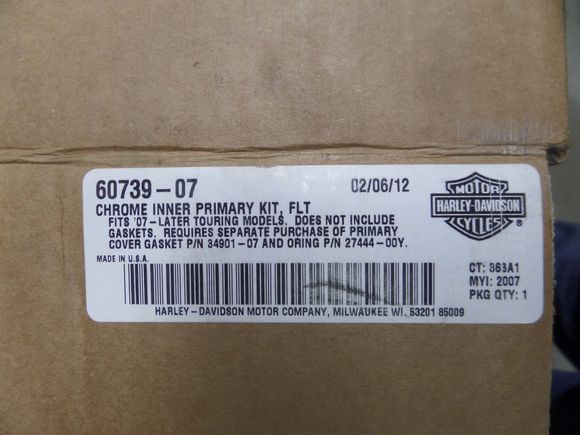 60739-07 02/06/12
CHROME INNER PRIMARY KIT, FLT
FITS '07-LATER TOURING MODELS. DOES NOT INCLUDE
GASKETS. REQUIRES SEPARATE PURCHASE OF PRIMARY
COVER GASKET P/N 34901-07 AND ORING P/N 27444-00Y.
MADE IN U.S.A.
MOTOR
HARLEY-DAVIDSON
CYCLES
®
CT: 363A1
MYI: 2007
PKG QTY: 1
HARLEY-DAVIDSON MOTOR COMPANY, MILWAUKEE WI. 53201 85009